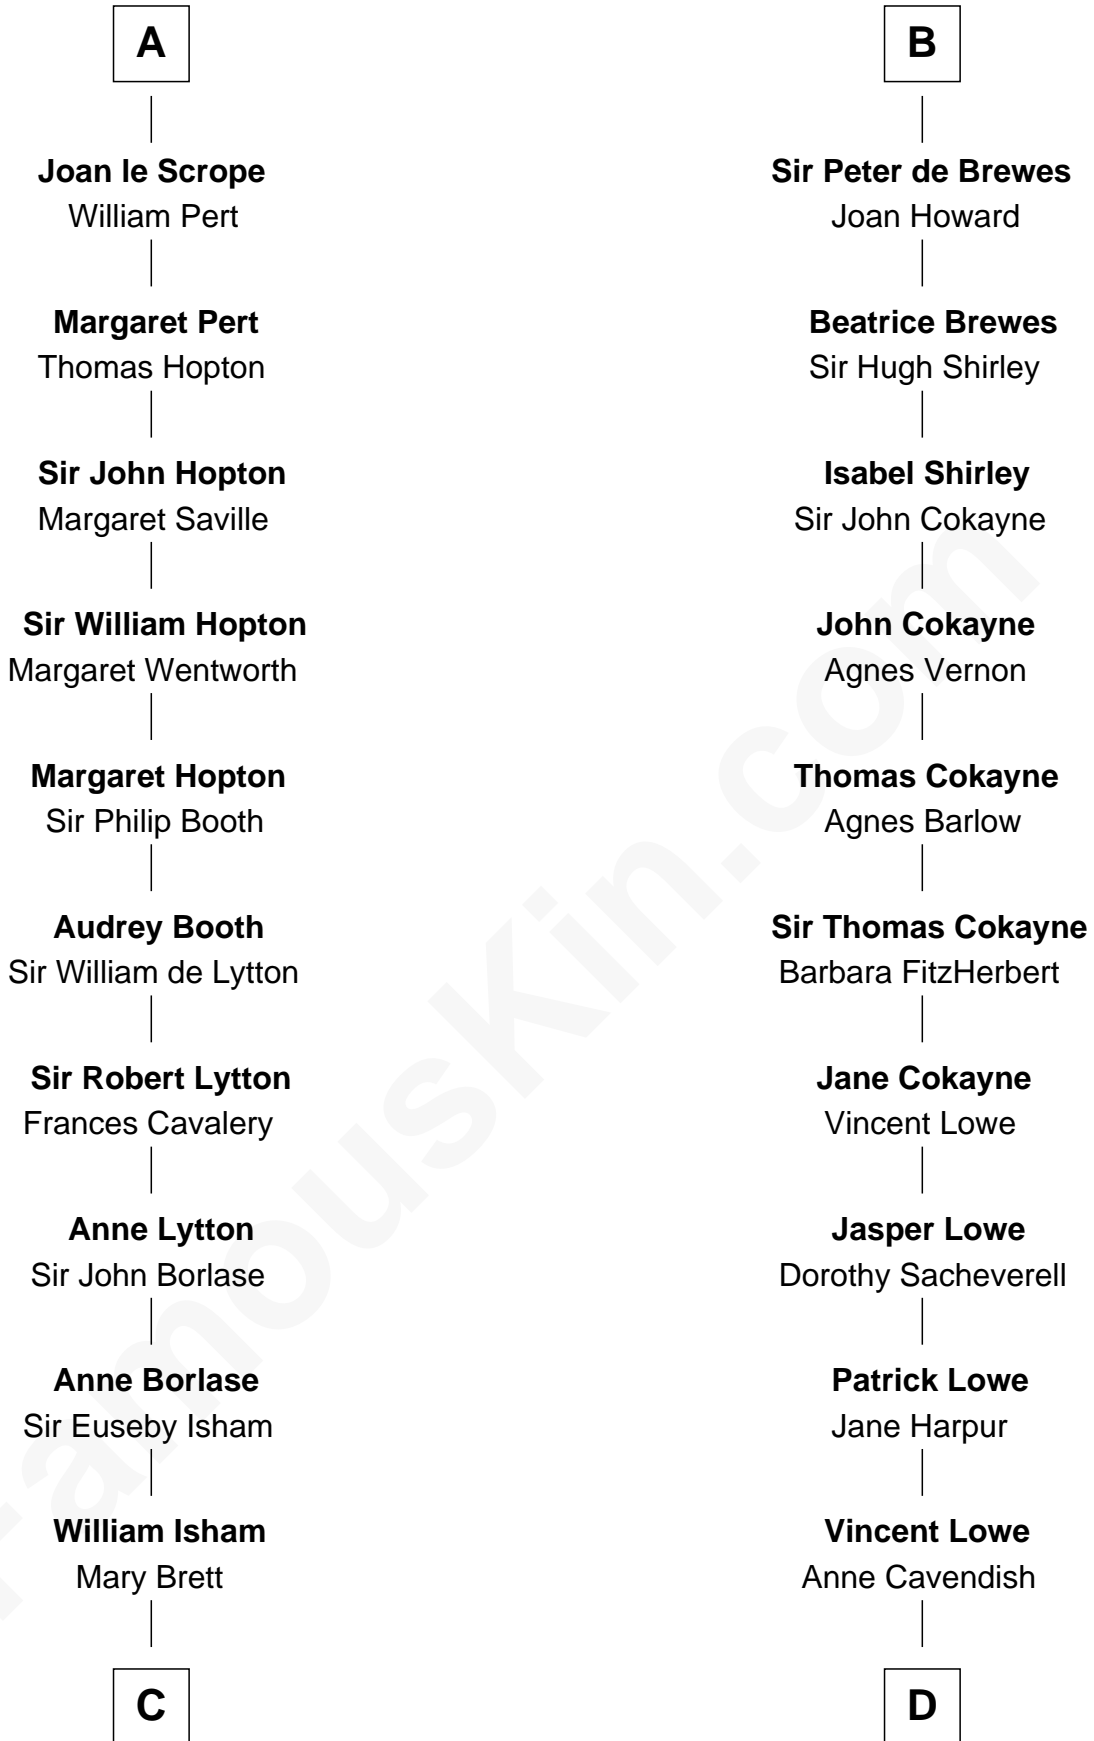 A
Joan le Scrope
William Pert
Margaret Pert
Thomas Hopton
Sir John Hopton
Margaret Saville
Sir William Hopton
Margaret Wentworth
Margaret Hopton
Sir Philip Booth
Audrey Booth
Sir William de Lytton
Sir Robert Lytton
Frances Cavalery
Anne Lytton
Sir John Borlase
Anne Borlase
Sir Euseby Isham
William Isham
Mary Brett
C
B
Sir Peter de Brewes
Joan Howard
Beatrice Brewes
Sir Hugh Shirley
Isabel Shirley
Sir John Cokayne
John Cokayne
Agnes Vernon
Thomas Cokayne
Agnes Barlow
Sir Thomas Cokayne
Barbara FitzHerbert
Jane Cokayne
Vincent Lowe
Jasper Lowe
Dorothy Sacheverell
Patrick Lowe
Jane Harpur
Vincent Lowe
Anne Cavendish
D
FamousKin.com